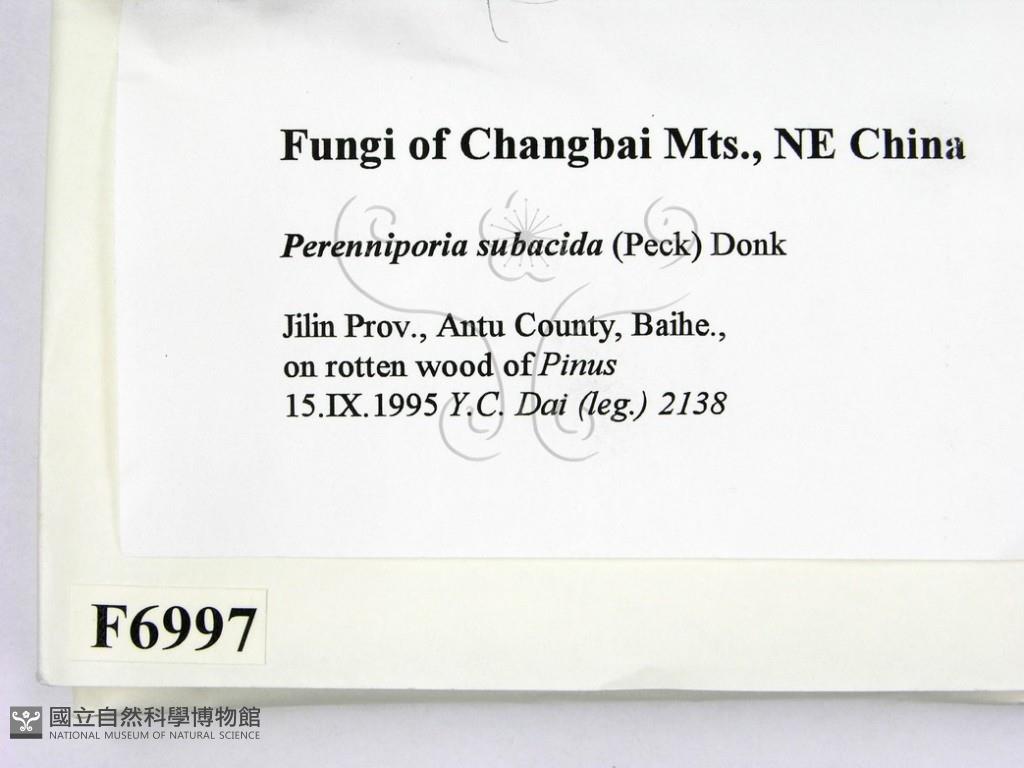 Fungi of Changbai Mts., NE China
Perenniporia subacida (Peck) Donk
Jilin Prov., Antu County, Baihe.,
on rotten wood of Pinus
15.IX.1995 Y.C. Dai (leg.) 2138
F6997
國立自然科學博物館
NATIONAL MUSEUM OF NATURAL SCIENCE